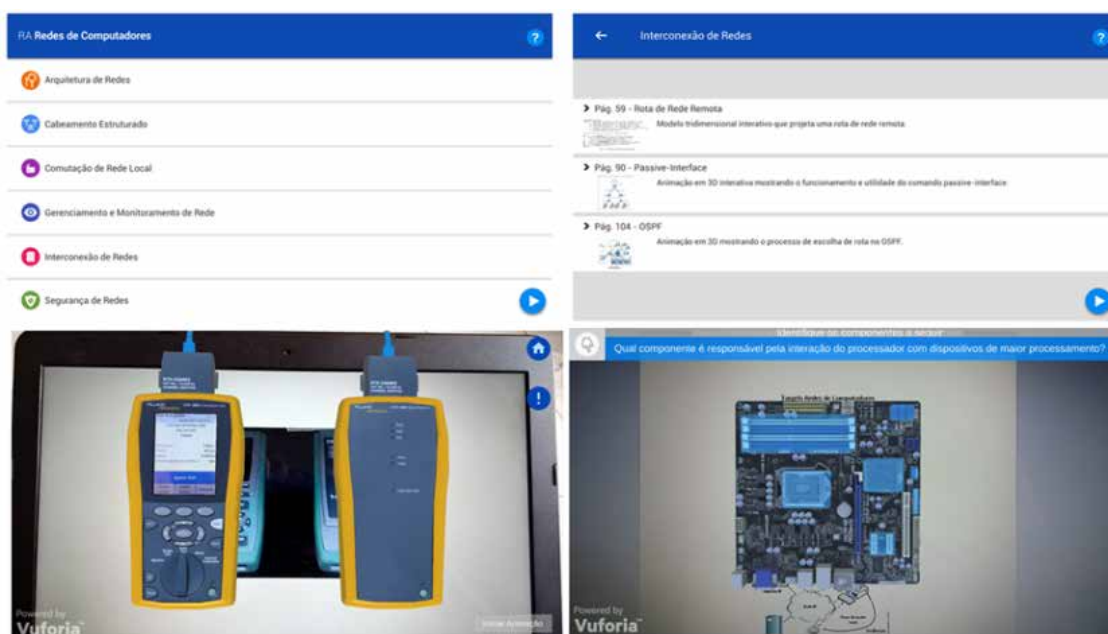 RA Redes de Computadores
Arquitetura de Redes
Cabeamento Estruturado
Comutação de Rede Local
Gerenciamento e Monitoramento de Rede
Interconexão de Redes
Segurança de Redes
Interconexão de Redes
Pág. 59 - Rota de Rede Remota
Modelo tridimensional interativo que projeta uma rota de rede remota
Pág. 90 - Passive-Interface
Animação em 3D interativa mostrando o funcionamento e utilidade do comando passive-interface
Pág. 104 - OSPF
Animação em 3D mostrando o processo de escolha de rota no OSPF.
Powered by
Vuforia
Iniciar Animação
Identifique os componentes a seguir
Qual componente é responsável pela interação do processador com dispositivos de maior processamento?
Targets Redes de Computadores
Powered by
Vuforia